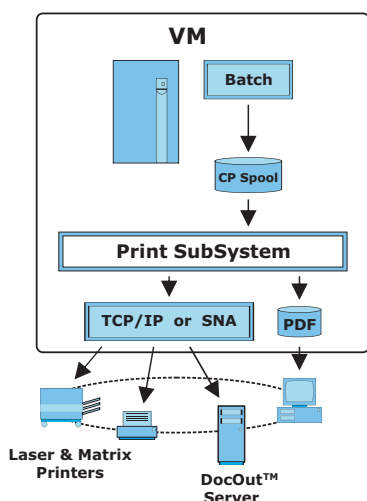 VM
Batch
CP Spool
Print SubSystem
TCP/IP or SNA
PDF
Laser & Matrix
Printers
DocOut™
Server